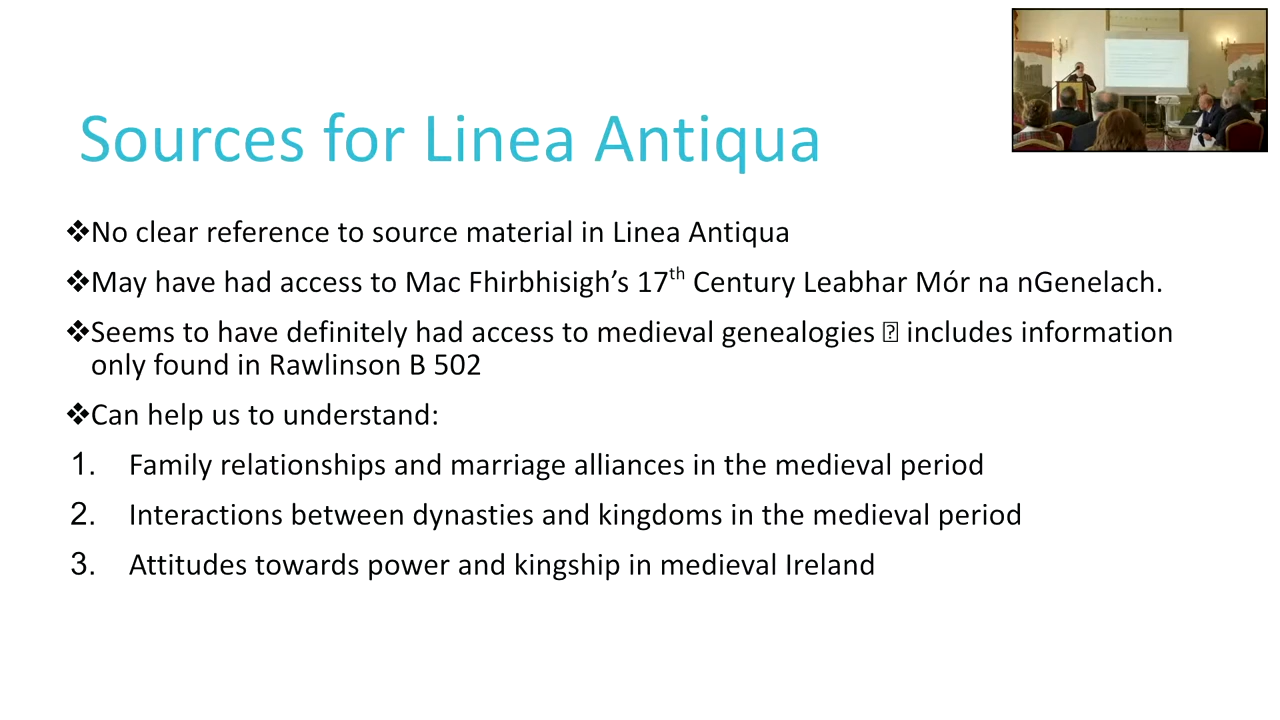 Sources for Linea Antiqua
❖No clear reference to source material in Linea Antiqua
❖May have had access to Mac Fhirbhisigh’s 17th Century Leabhar Mór na nGenelach.
❖Seems to have definitely had access to medieval genealogies ⍰ includes information
only found in Rawlinson B 502
❖Can help us to understand:
1. Family relationships and marriage alliances in the medieval period
2. Interactions between dynasties and kingdoms in the medieval period
3. Attitudes towards power and kingship in medieval Ireland